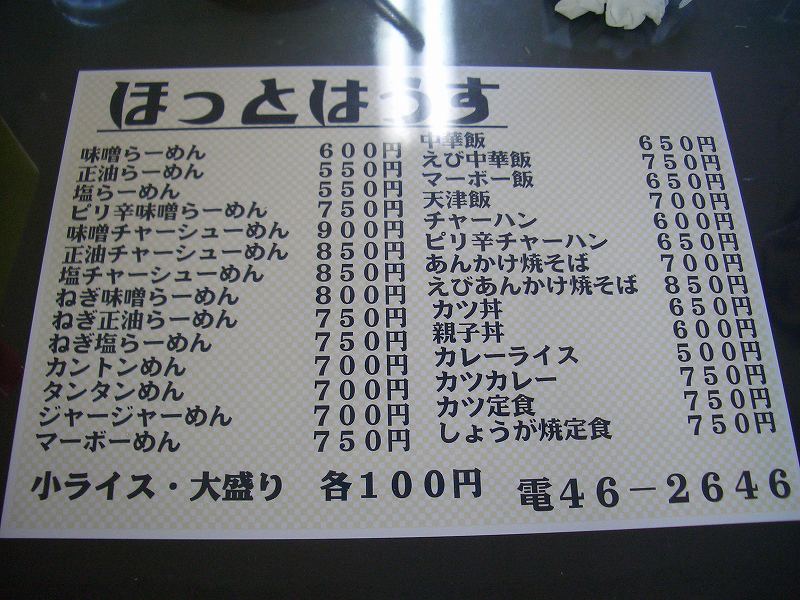 ほっとはうす
味噌らーめん 600円
正油らーめん 550円
塩らーめん 550円
ピリ辛味噌らーめん 750円
味噌チャーシューめん 900円
正油チャーシューめん 850円
塩チャーシューめん 850円
ねぎ味噌らーめん 800円
ねぎ正油らーめん 750円
ねぎ塩らーめん 750円
カントンめん 700円
タンタンめん 700円
ジャージャーめん 700円
マーボーめん 750円
中華飯 650円
えび中華飯 750円
マーボー飯 650円
天津飯 700円
チャーハン 600円
ピリ辛チャーハン 650円
あんかけ焼そば 700円
えびあんかけ焼そば 850円
カツ丼 650円
親子丼 600円
カレーライス 500円
カツカレー 750円
カツ定食 750円
しょうが焼定食 750円
小ライス・大盛り 各100円
電46−2646